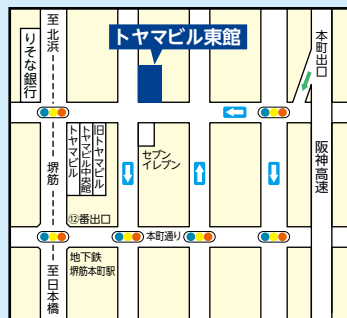 至北浜
りそな銀行
トヤマビル東館
本町出口
堺筋
トヤマビル
トヤマビル中央館
旧トヤマビル
セブン
イレブン
阪神高速
⑫番出口
本町通り
地下鉄
堺筋本町駅
至日本橋